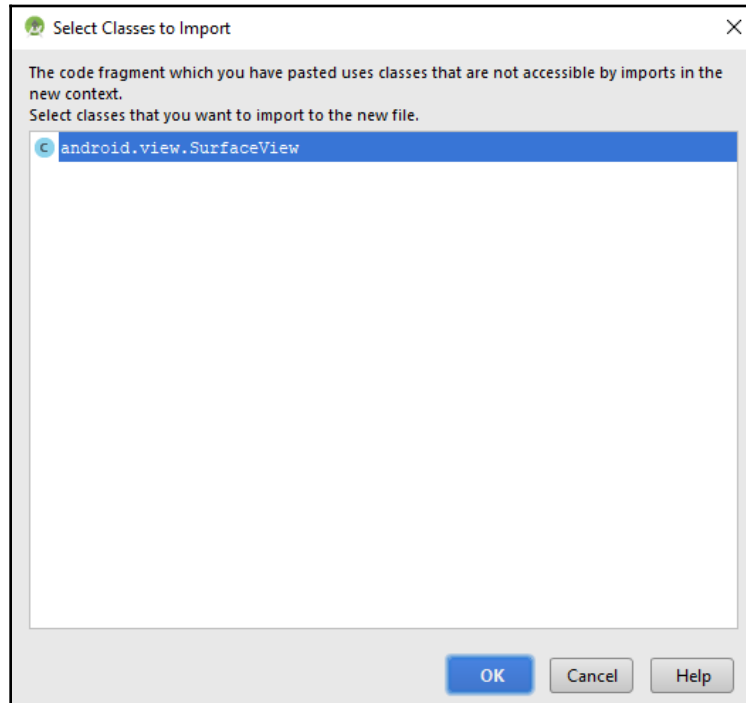 Select Classes to Import
The code fragment which you have pasted uses classes that are not accessible by imports in the
new context.
Select classes that you want to import to the new file.
C android.view.SurfaceView
OK Cancel Help